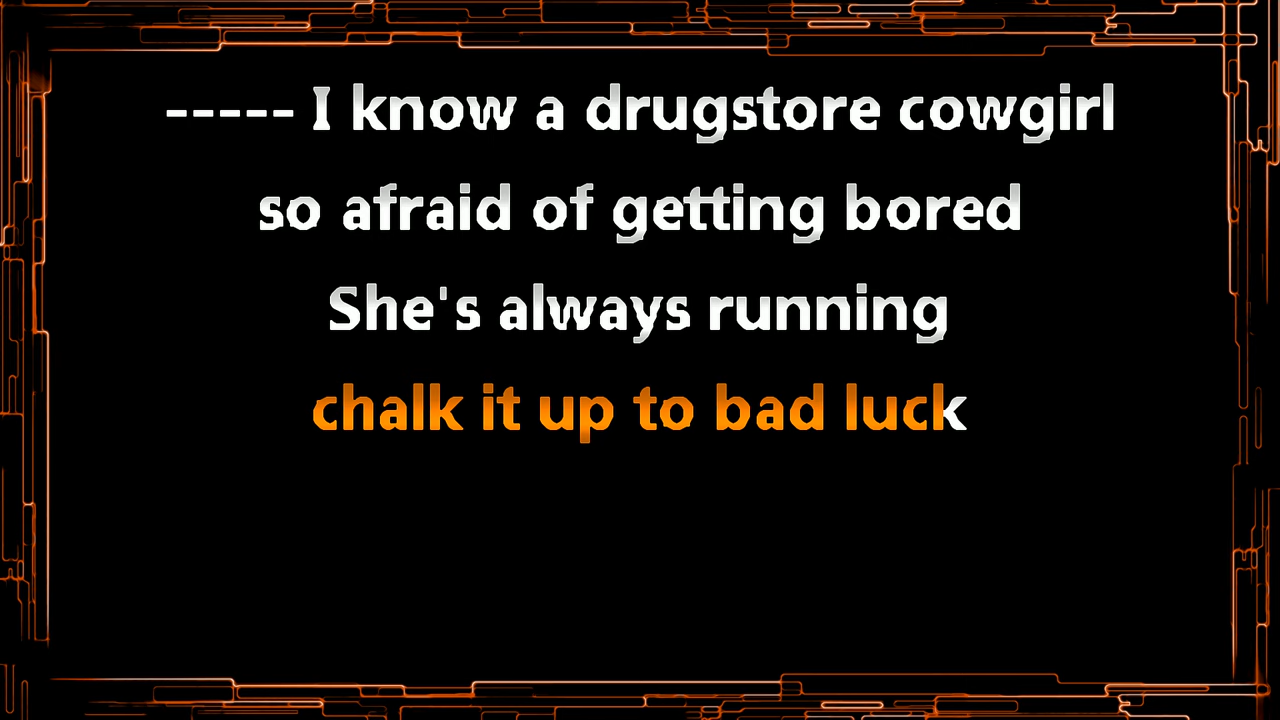 ----- I know a drugstore cowgirl
so afraid of getting bored
She's always running
chalk it up to bad luck